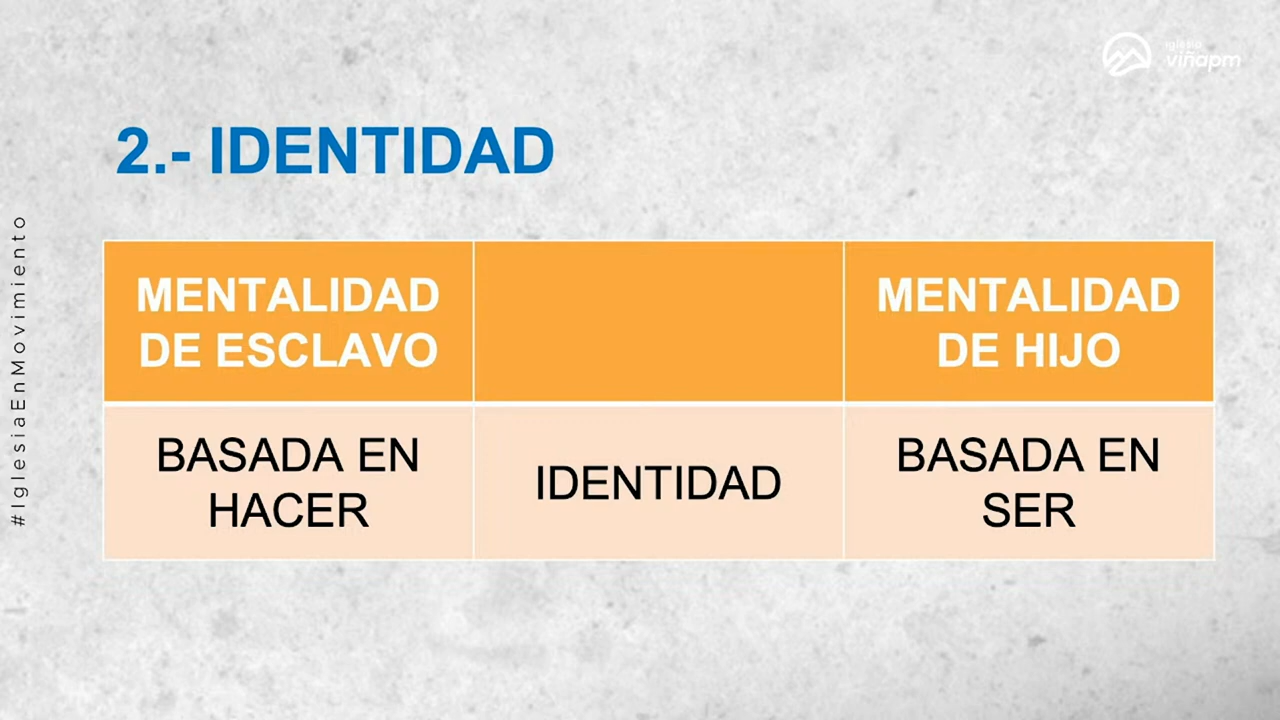 iglesia
viñapm
2.- IDENTIDAD
#IglesiaEnMovimiento
MENTALIDAD
DE ESCLAVO
MENTALIDAD
DE HIJO
BASADA EN
HACER
IDENTIDAD
BASADA EN
SER